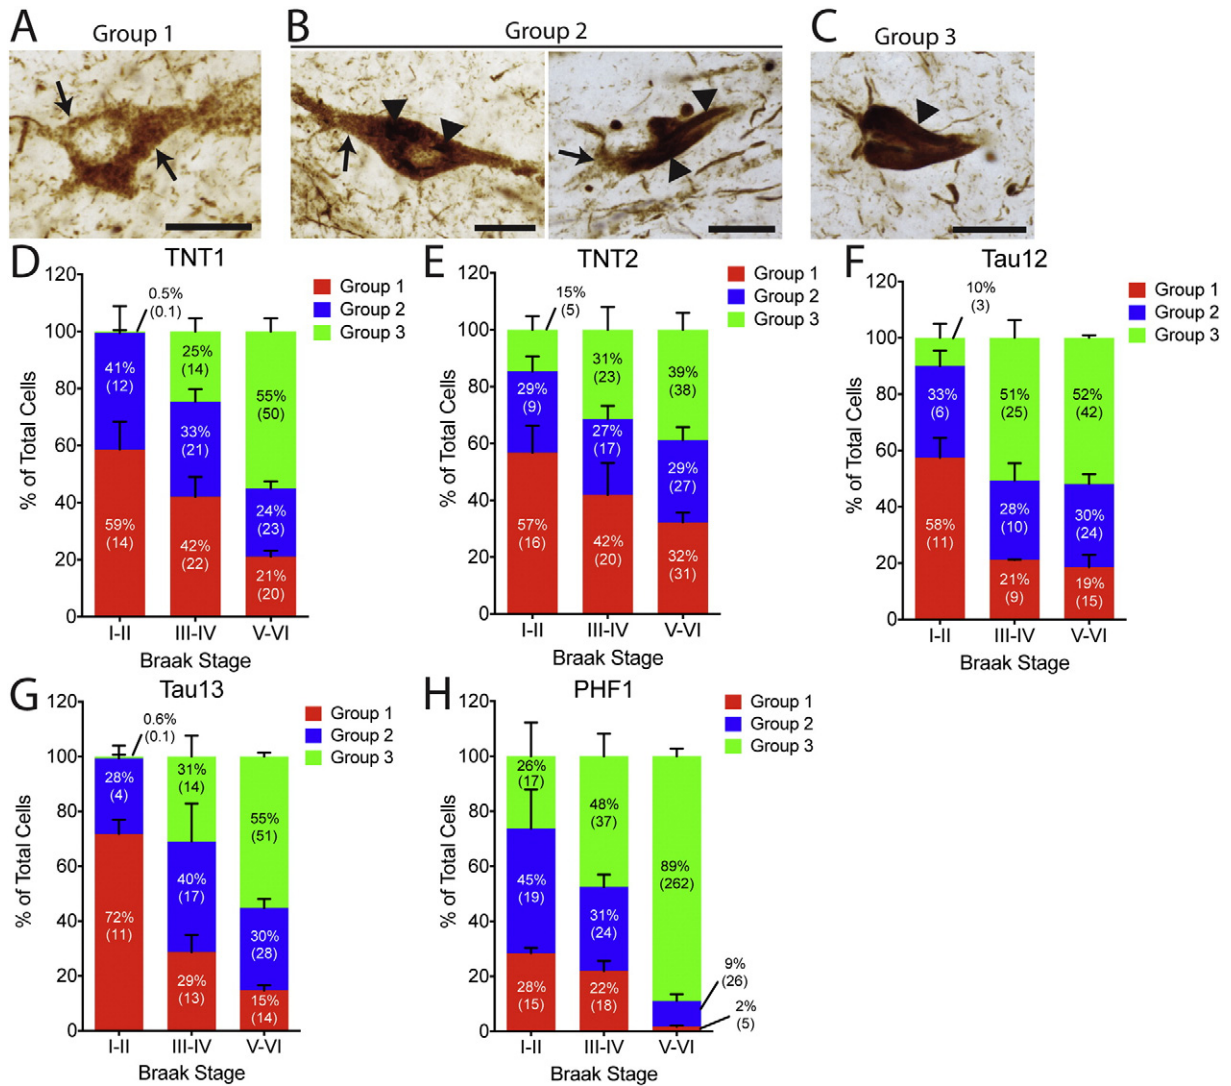 A
Group 1
B
Group 2
C
Group 3
D
TNT1
120
100
80
60
40
20
0
% of Total Cells
0.5%
(0.1)
41%
(12)
59%
(14)
25%
(14)
33%
(21)
42%
(22)
55%
(50)
24%
(23)
21%
(20)
Group 1
Group 2
Group 3
I-II
III-IV
V-VI
Braak Stage
E
TNT2
120
100
80
60
40
20
0
% of Total Cells
15%
(5)
29%
(9)
57%
(16)
31%
(23)
27%
(17)
42%
(20)
39%
(38)
29%
(27)
32%
(31)
Group 1
Group 2
Group 3
I-II
III-IV
V-VI
Braak Stage
F
Tau12
120
100
80
60
40
20
0
% of Total Cells
10%
(3)
33%
(6)
58%
(11)
51%
(25)
28%
(10)
21%
(9)
52%
(42)
30%
(24)
19%
(15)
Group 1
Group 2
Group 3
I-II
III-IV
V-VI
Braak Stage
G
Tau13
120
100
80
60
40
20
0
% of Total Cells
0.6%
(0.1)
28%
(4)
72%
(11)
31%
(14)
40%
(17)
29%
(13)
55%
(51)
30%
(28)
15%
(14)
Group 1
Group 2
Group 3
I-II
III-IV
V-VI
Braak Stage
H
PHF1
120
100
80
60
40
20
0
% of Total Cells
26%
(17)
45%
(19)
28%
(15)
48%
(37)
31%
(24)
22%
(18)
89%
(262)
9%
(26)
2%
(5)
Group 1
Group 2
Group 3
I-II
III-IV
V-VI
Braak Stage